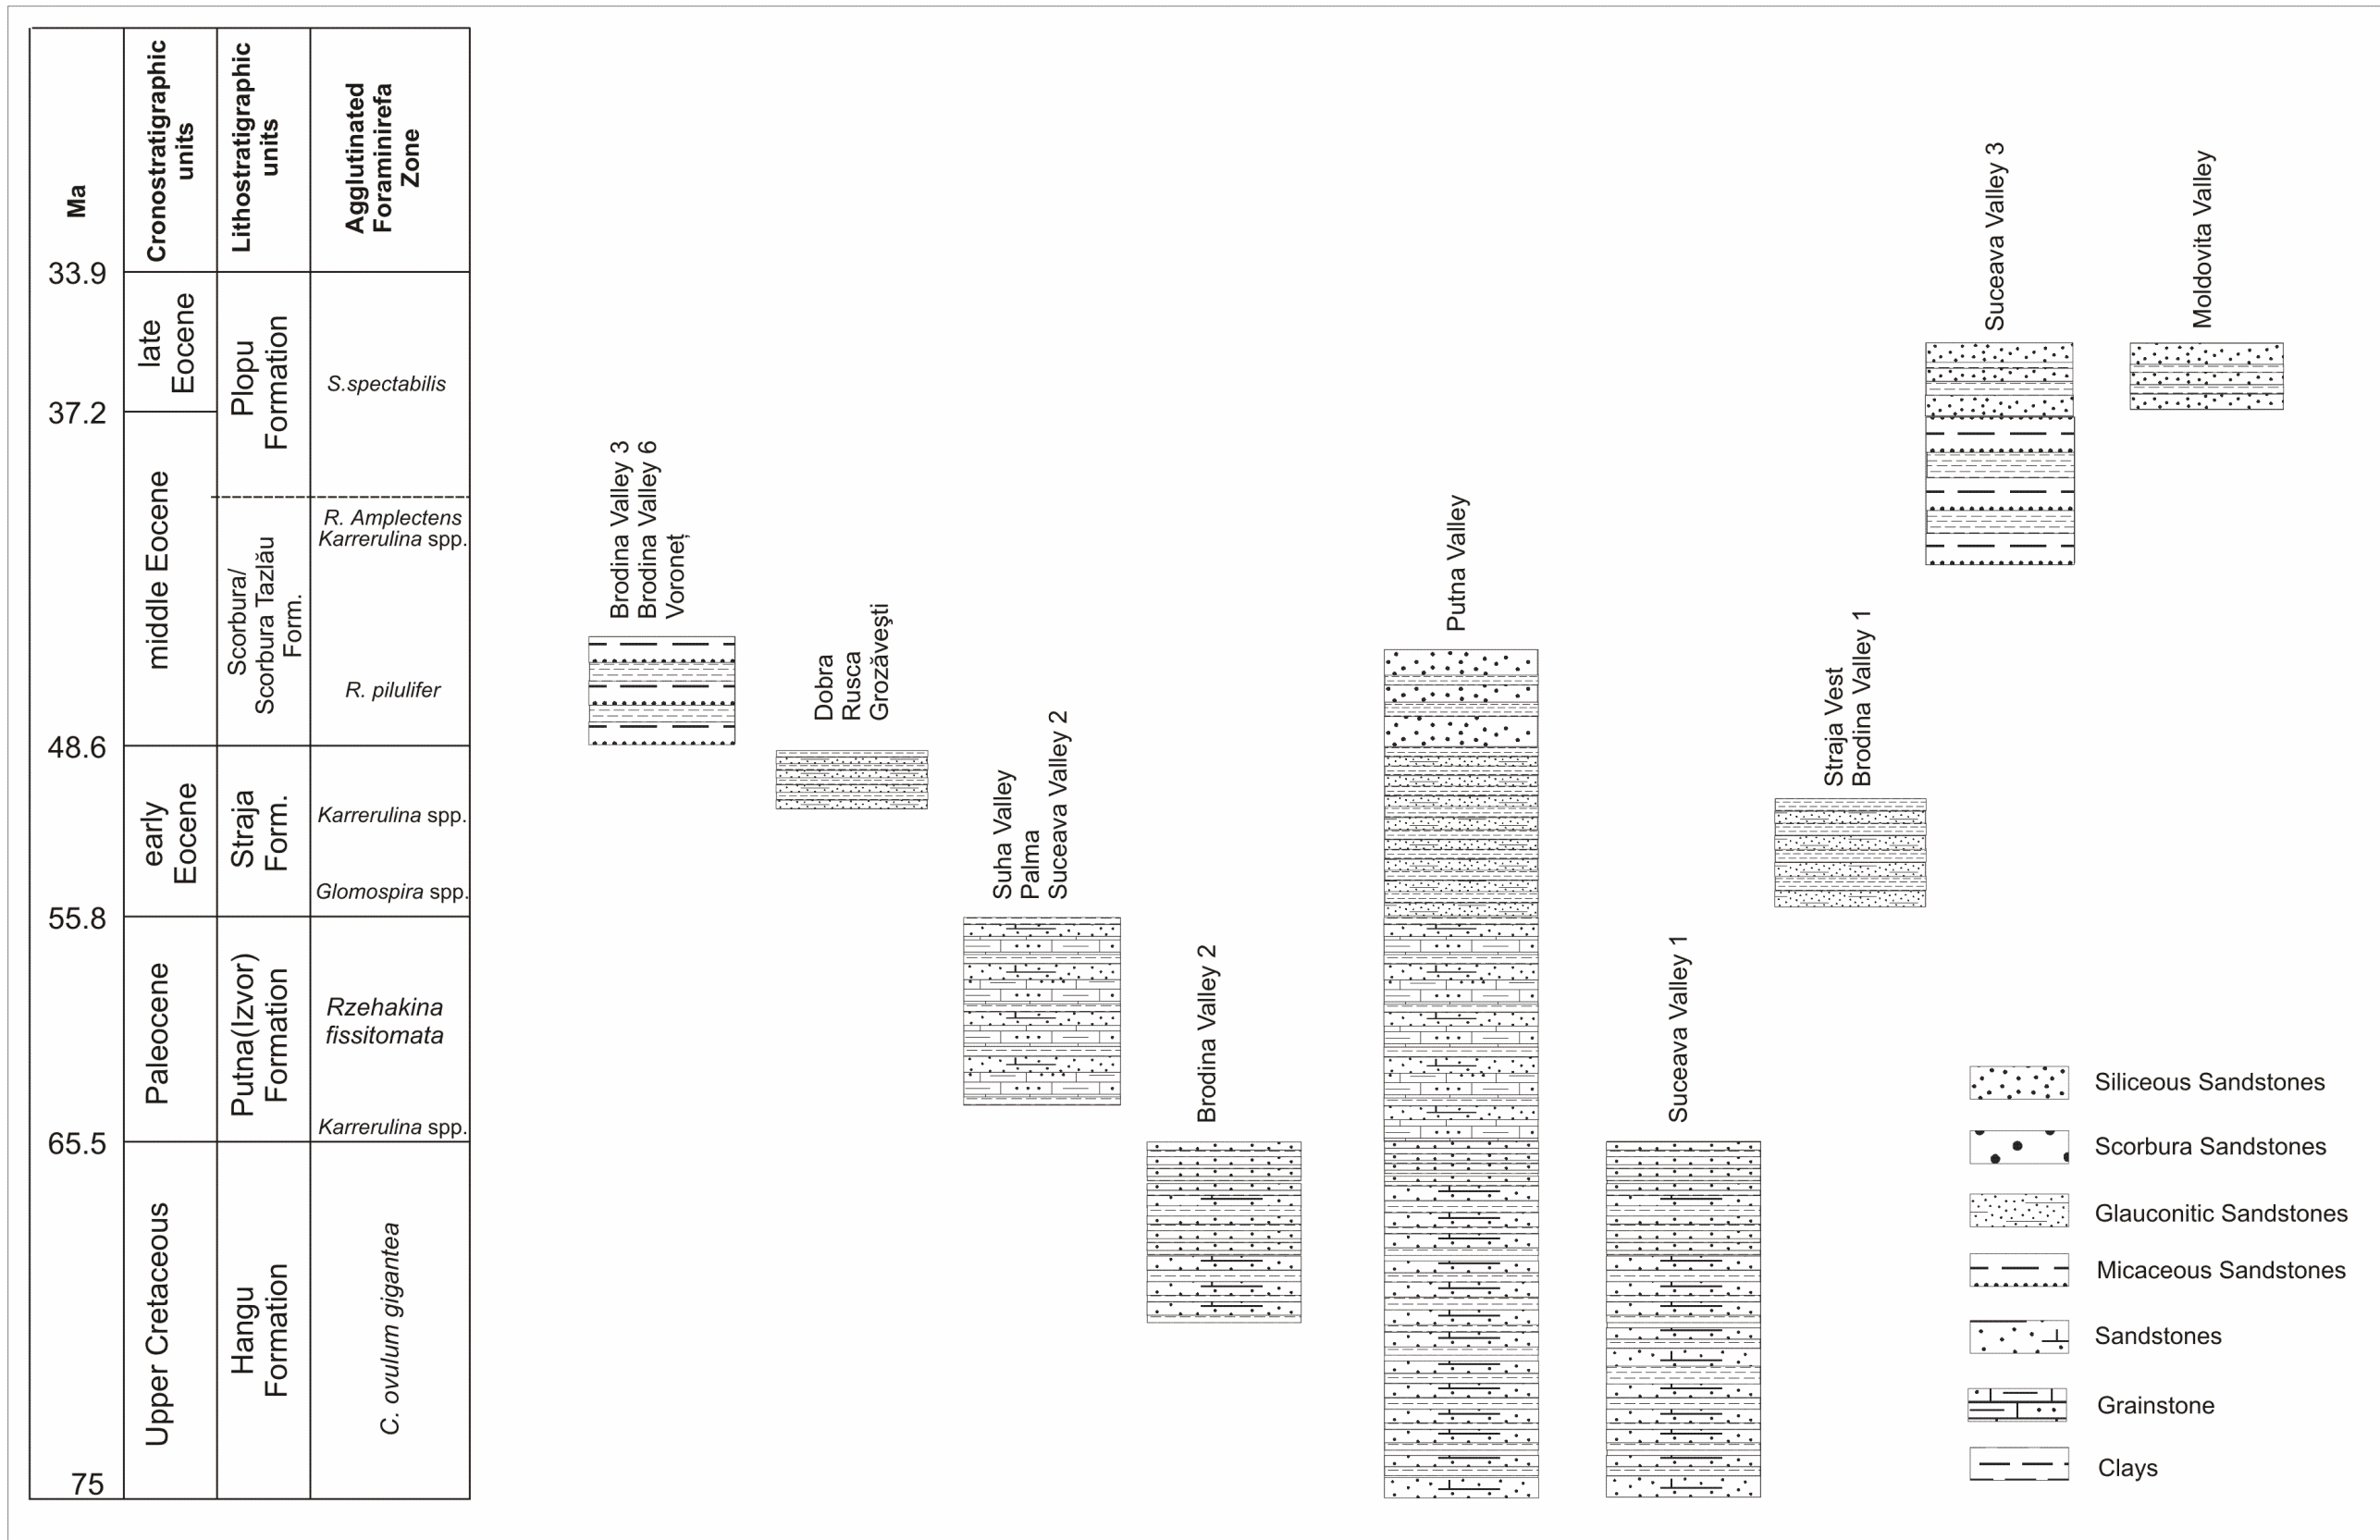 Ma
Cronostratigraphic
units
Lithostratigraphic
units
Agglutinated
Foraminirefa
Zone
33.9
37.2
48.6
55.8
65.5
75
late
Eocene
middle Eocene
early
Eocene
Paleocene
Upper Cretaceous
Plopu
Formation
Scorbura/
Scorbura Tazlău
Form.
Straja
Form.
Putna(Izvor)
Formation
Hangu
Formation
S.spectabilis
R. Amplectens
Karrerulina spp.
R. pilulifer
Karrerulina spp.
Glomospira spp.
Rzehakina
fissitomata
Karrerulina spp.
C. ovulum gigantea
Brodina Valley 3
Brodina Valley 6
Voroneț
Dobra
Rusca
Grozăveşti
Suha Valley
Palma
Suceava Valley 2
Brodina Valley 2
Putna Valley
Suceava Valley 1
Straja Vest
Brodina Valley 1
Suceava Valley 3
Moldovita Valley
Siliceous Sandstones
Scorbura Sandstones
Glauconitic Sandstones
Micaceous Sandstones
Sandstones
Grainstone
Clays